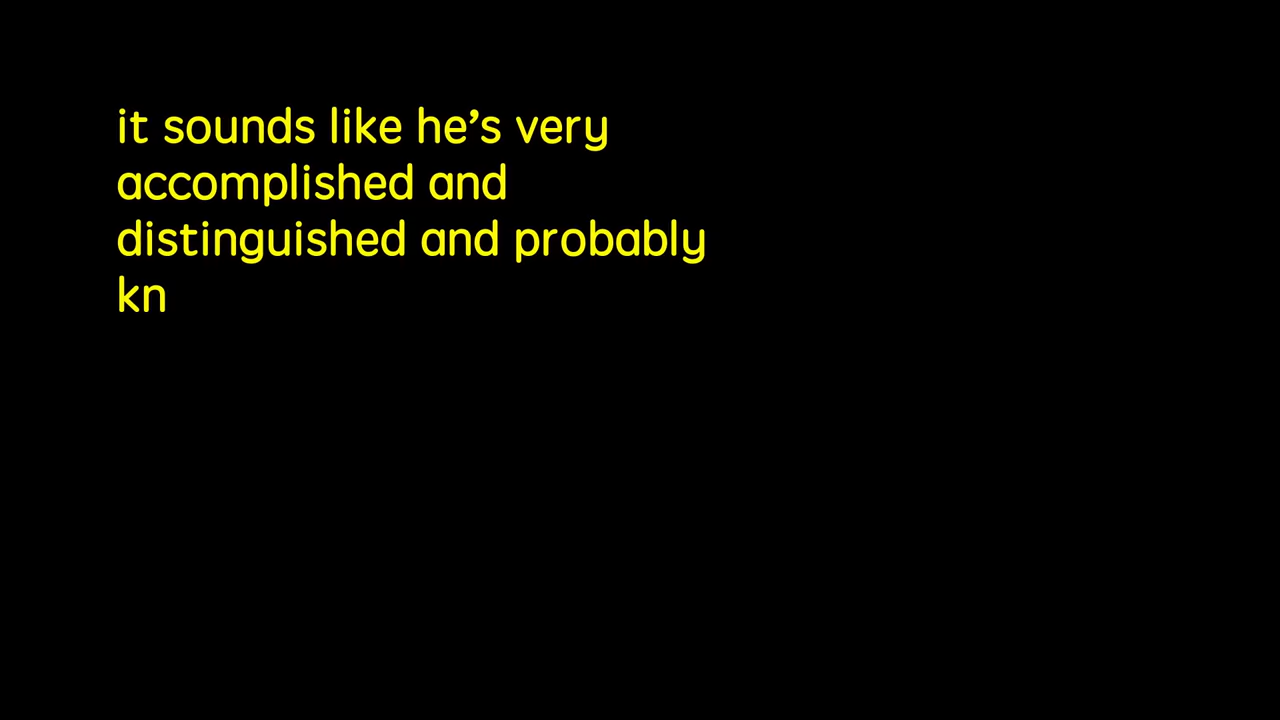 it sounds like he’s very
accomplished and
distinguished and probably
kn